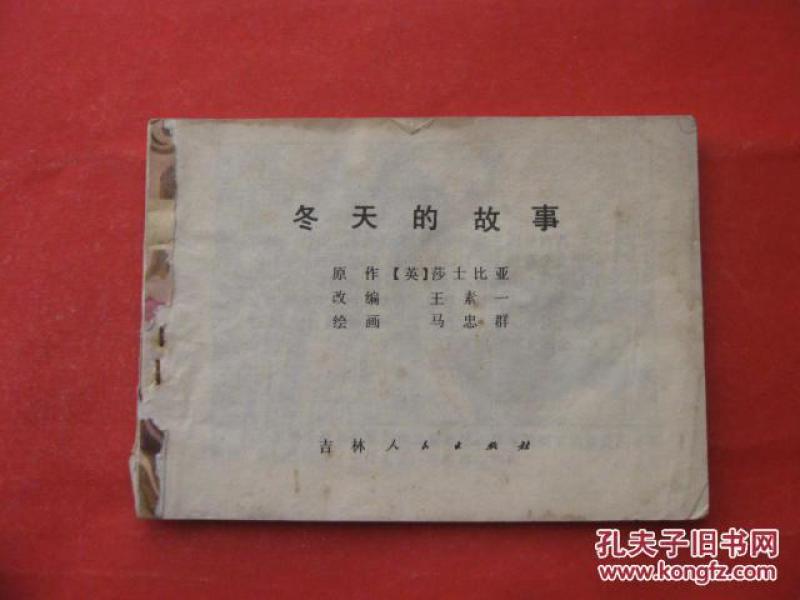 冬天的故事
原作【英】莎士比亚
改编 王素一
绘画 马忠群
吉林人民出版社
孔夫子旧书网
www.kongfz.com